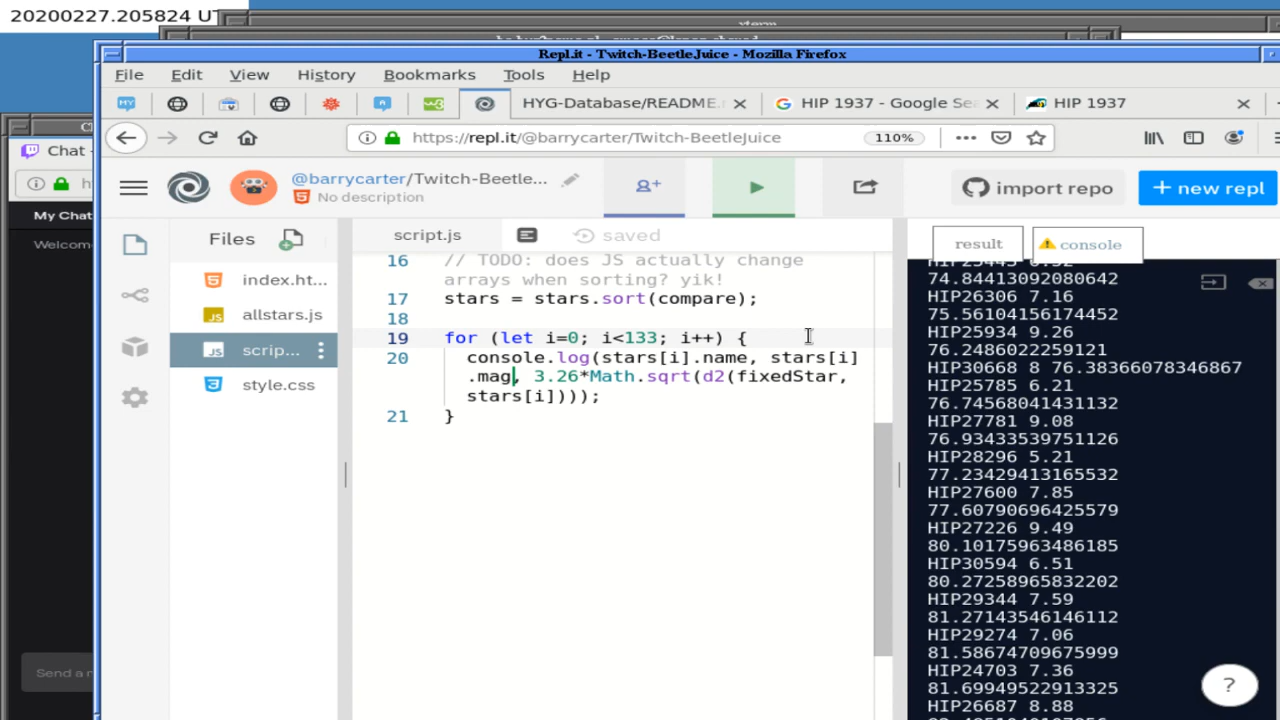 20200227.205824 U
xterm
Repl.it - Twitch-BeetleJuice - Mozilla Firefox
File Edit View History Bookmarks Tools Help
HYG-Database/README. HIP 1937 - Google Se HIP 1937
https://repl.it/@barrycarter/Twitch-BeetleJuice 110%
Chat
My Chat
Welcom
Send a
@barrycarter/Twitch-Beetle...
No description
import repo
+ new repl
Files
index.ht...
allstars.js
scrip...
style.css
script.js saved
16 // TODO: does JS actually change
arrays when sorting? yik!
17 stars = stars.sort(compare);
18
19 for (let i=0; i<133; i++) {
20 console.log(stars[i].name, stars[i]
.mag, 3.26*Math.sqrt(d2(fixedStar,
stars[i])));
21 }
result console
74.84413092080642
HIP26306 7.16
75.56104156174452
HIP25934 9.26
76.2486022259121
HIP30668 8 76.38366078346867
HIP25785 6.21
76.74568041431132
HIP27781 9.08
76.93433539751126
HIP28296 5.21
77.23429413165532
HIP27600 7.85
77.60790696425579
HIP27226 9.49
80.10175963486185
HIP30594 6.51
80.27258965832202
HIP29344 7.59
81.27143546146112
HIP29274 7.06
81.58674709675999
HIP24703 7.36
81.69949522913325
HIP26687 8.88
?